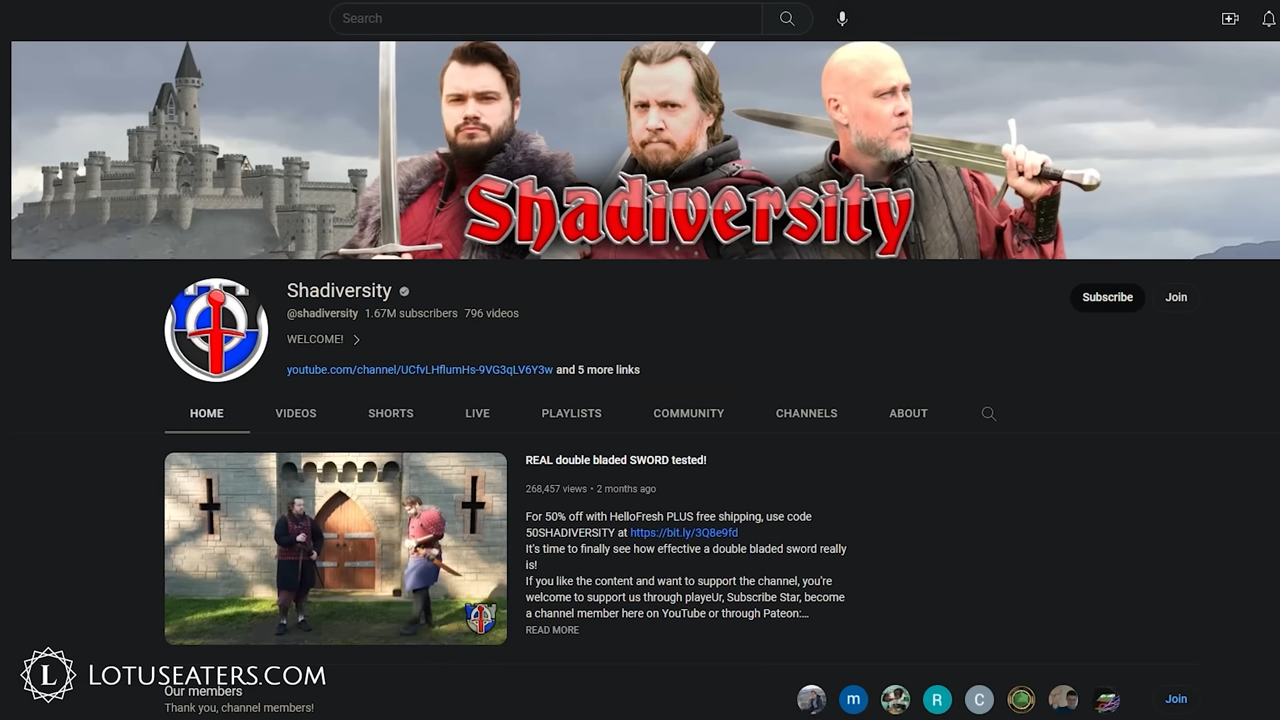 Search
Shadiversity
Shadiversity
@shadiversity 1.67M subscribers 796 videos
WELCOME!
Subscribe
Join
youtube.com/channel/UCfvLHflumHs-9VG3qLV6Y3w and 5 more links
HOME VIDEOS SHORTS LIVE PLAYLISTS COMMUNITY CHANNELS ABOUT
REAL double bladed SWORD tested!
268,457 views • 2 months ago
For 50% off with HelloFresh PLUS free shipping, use code
50SHADIVERSITY at https://bit.ly/3Q8e9fd
It's time to finally see how effective a double bladed sword really
is!
If you like the content and want to support the channel, you're
welcome to support us through playeUr, Subscribe Star, become
a channel member here on YouTube or through Pateon:...
READ MORE
L LOTUSEATERS.COM
Our members
Thank you, channel members!
m R C
Join